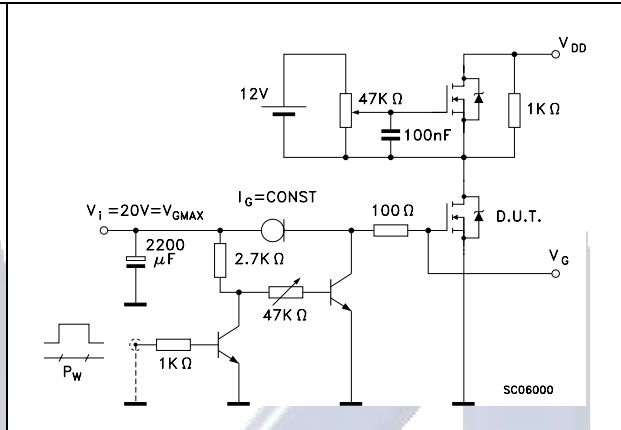 V DD
12V
47K Ω
1K Ω
100nF
I G =CONST
V i =20V=V GMAX
100 Ω
D.U.T.
2200
μF
2.7K Ω
V G
47K Ω
1K Ω
P W
SC06000